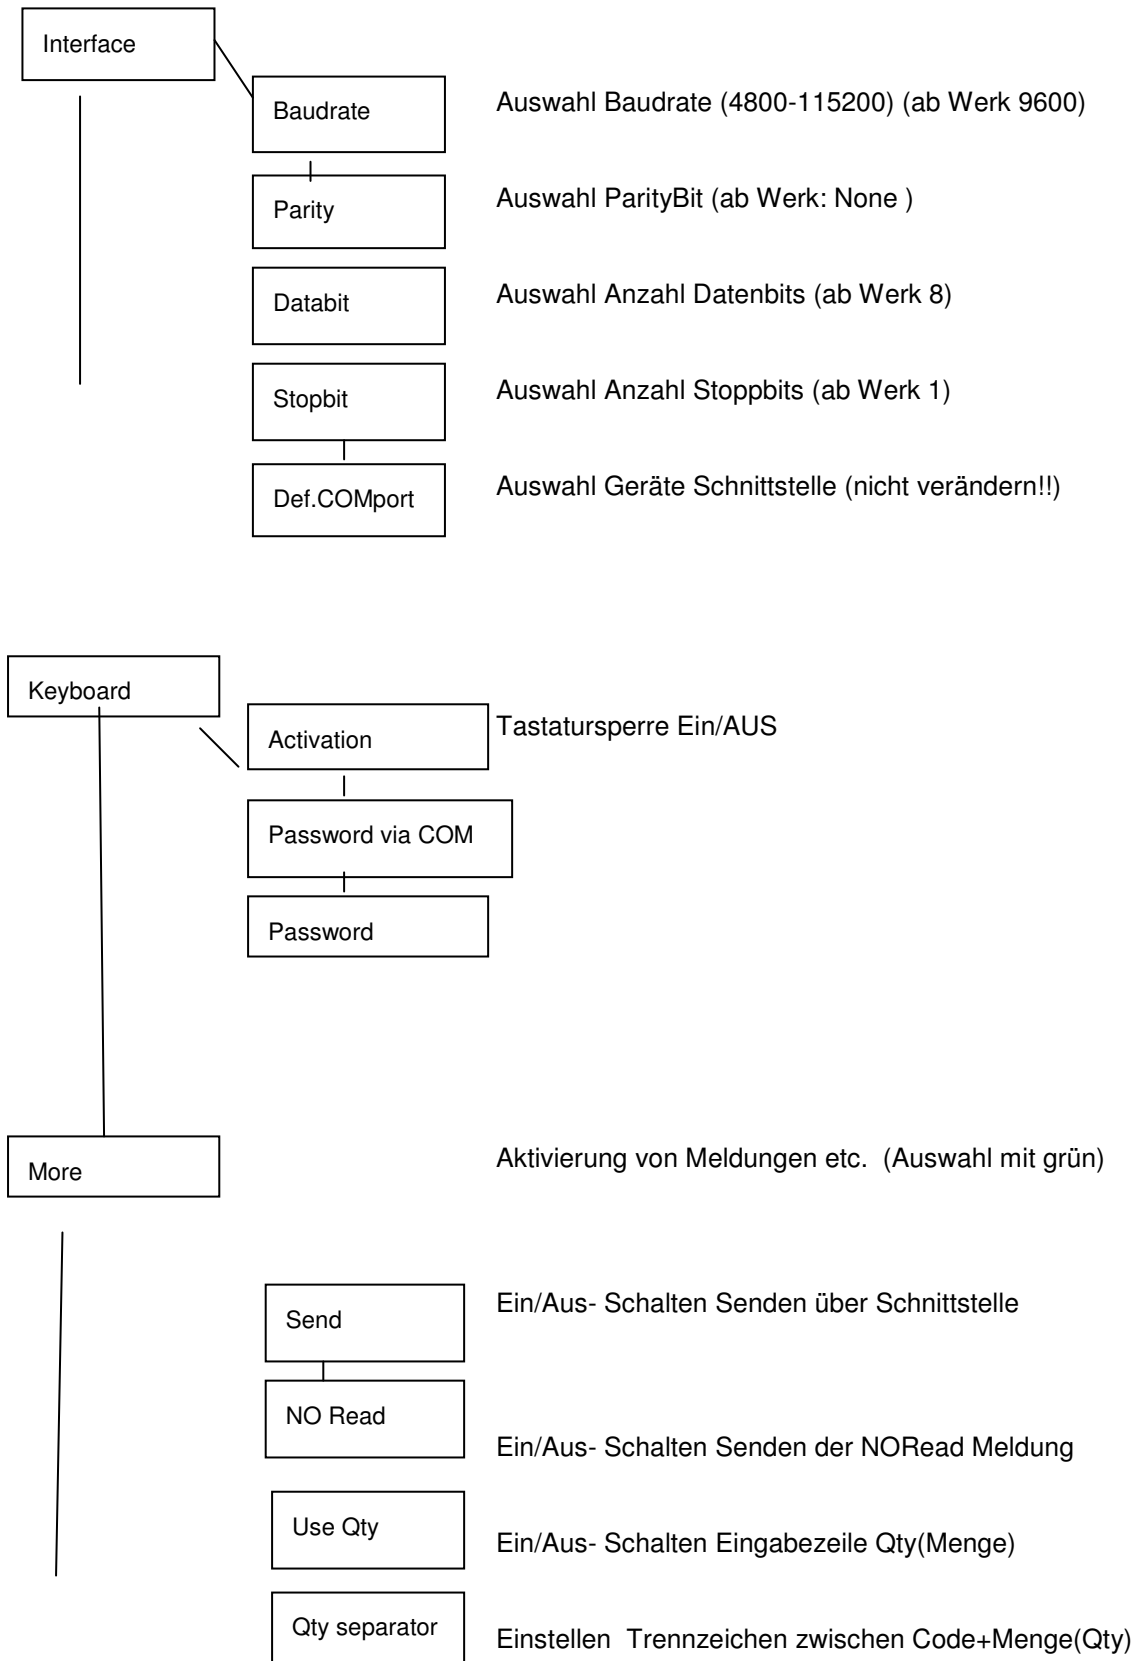 Interface
Baudrate
Auswahl Baudrate (4800-115200) (ab Werk 9600)
Parity
Auswahl ParityBit (ab Werk: None )
Databit
Auswahl Anzahl Datenbits (ab Werk 8)
Stopbit
Auswahl Anzahl Stoppbits (ab Werk 1)
Def.COMport
Auswahl Geräte Schnittstelle (nicht verändern!!)
Keyboard
Activation
Tastatursperre Ein/AUS
Password via COM
Password
More
Aktivierung von Meldungen etc.  (Auswahl mit grün)
Send
Ein/Aus- Schalten Senden über Schnittstelle
NO Read
Ein/Aus- Schalten Senden der NORead Meldung
Use Qty
Ein/Aus- Schalten Eingabezeile Qty(Menge)
Qty separator
Einstellen  Trennzeichen zwischen Code+Menge(Qty)